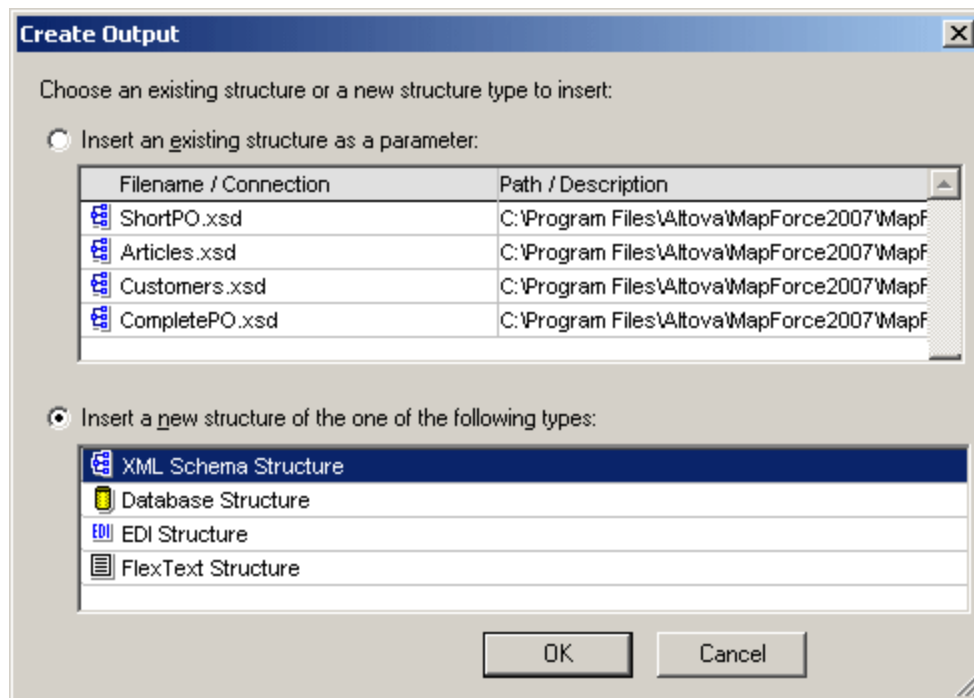 Create Output
Choose an existing structure or a new structure type to insert:
Insert an existing structure as a parameter:
Filename / Connection Path / Description
ShortPO.xsd C:\Program Files\Altova\MapForce2007\MapF
Articles.xsd C:\Program Files\Altova\MapForce2007\MapF
Customers.xsd C:\Program Files\Altova\MapForce2007\MapF
CompletePO.xsd C:\Program Files\Altova\MapForce2007\MapF
Insert a new structure of the one of the following types:
XML Schema Structure
Database Structure
EDI EDI Structure
FlexText Structure
OK Cancel